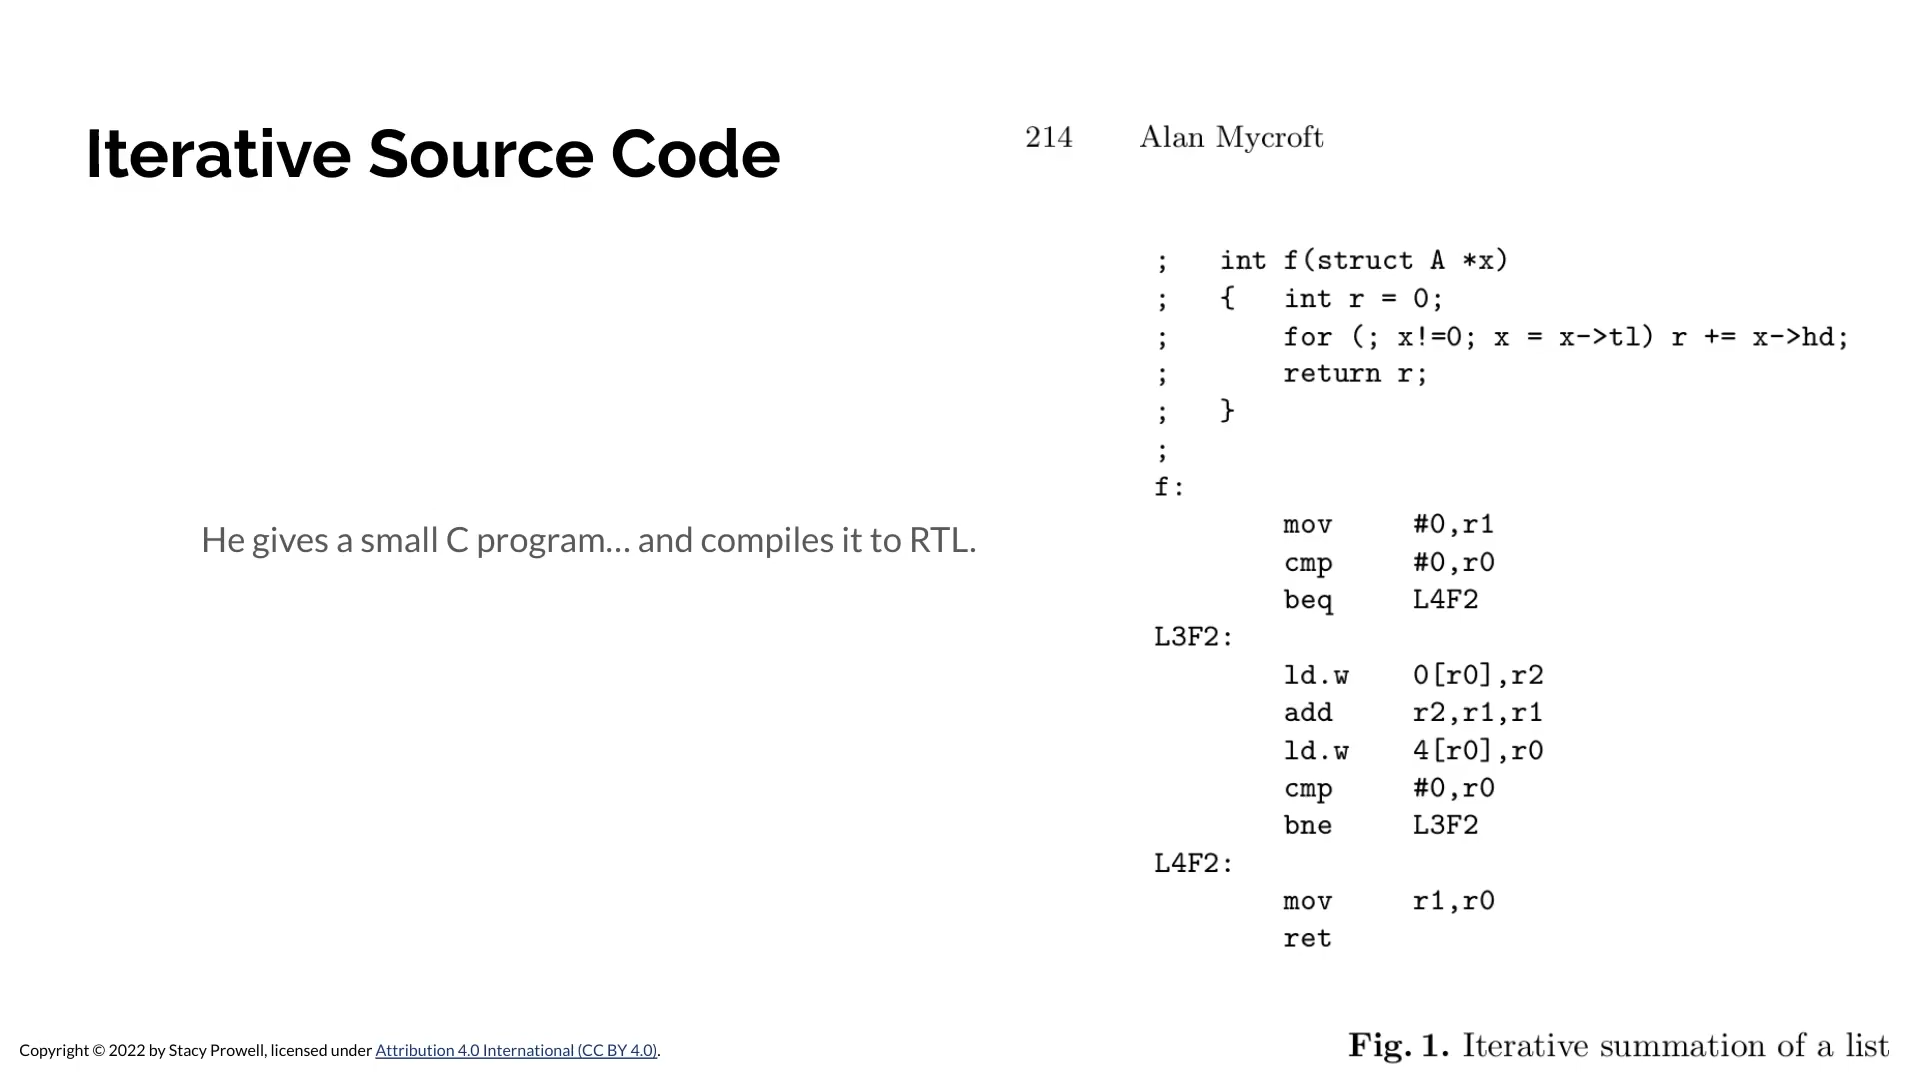 Iterative Source Code
He gives a small C program... and compiles it to RTL.
214 Alan Mycroft
; int f(struct A *x)
; { int r = 0;
; for (; x!=0; x = x->tl) r += x->hd;
; return r;
; }
;
f:
mov #0,r1
cmp #0,r0
beq L4F2
L3F2:
ld.w 0[r0],r2
add r2,r1,r1
ld.w 4[r0],r0
cmp #0,r0
bne L3F2
L4F2:
mov r1,r0
ret
Fig. 1. Iterative summation of a list
Copyright © 2022 by Stacy Prowell, licensed under Attribution 4.0 International (CC BY 4.0).